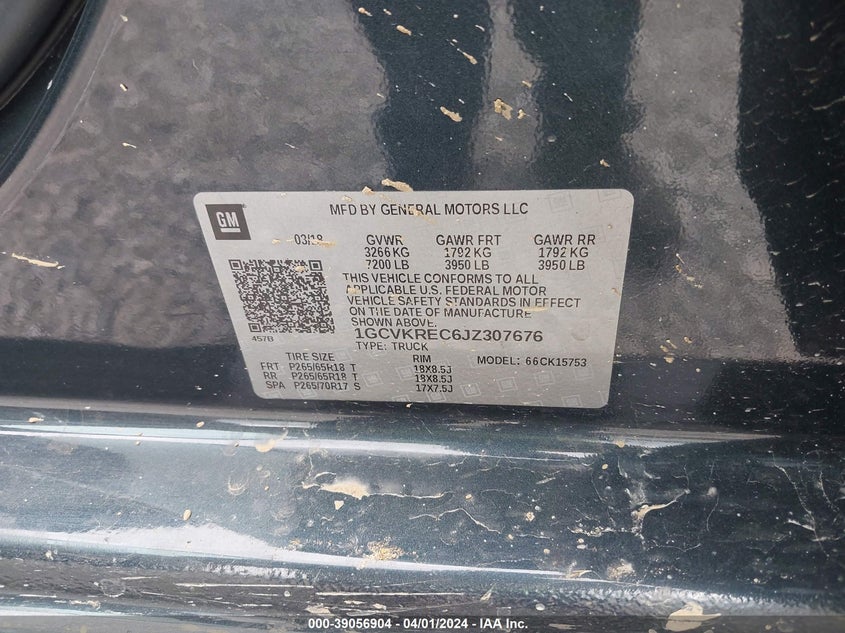 GM
MFD BY GENERAL MOTORS LLC
03/18 GVWR GAWR FRT GAWR RR
3266 KG 1792 KG 1792 KG
7200 LB 3950 LB 3950 LB
THIS VEHICLE CONFORMS TO ALL
APPLICABLE U.S. FEDERAL MOTOR
VEHICLE SAFETY STANDARDS IN EFFECT
ON THE DATE OF MANUFACTURE
SHOWN ABOVE.
457B
1GCVKREC6JZ307676
TYPE: TRUCK
TIRE SIZE RIM MODEL: 66CK15753
FRT P265/65R18 T 18X8.5J
RR P265/65R18 T 18X8.5J
SPA P265/70R17 S 17X7.5J
000-39056904 - 04/01/2024 - IAA Inc.